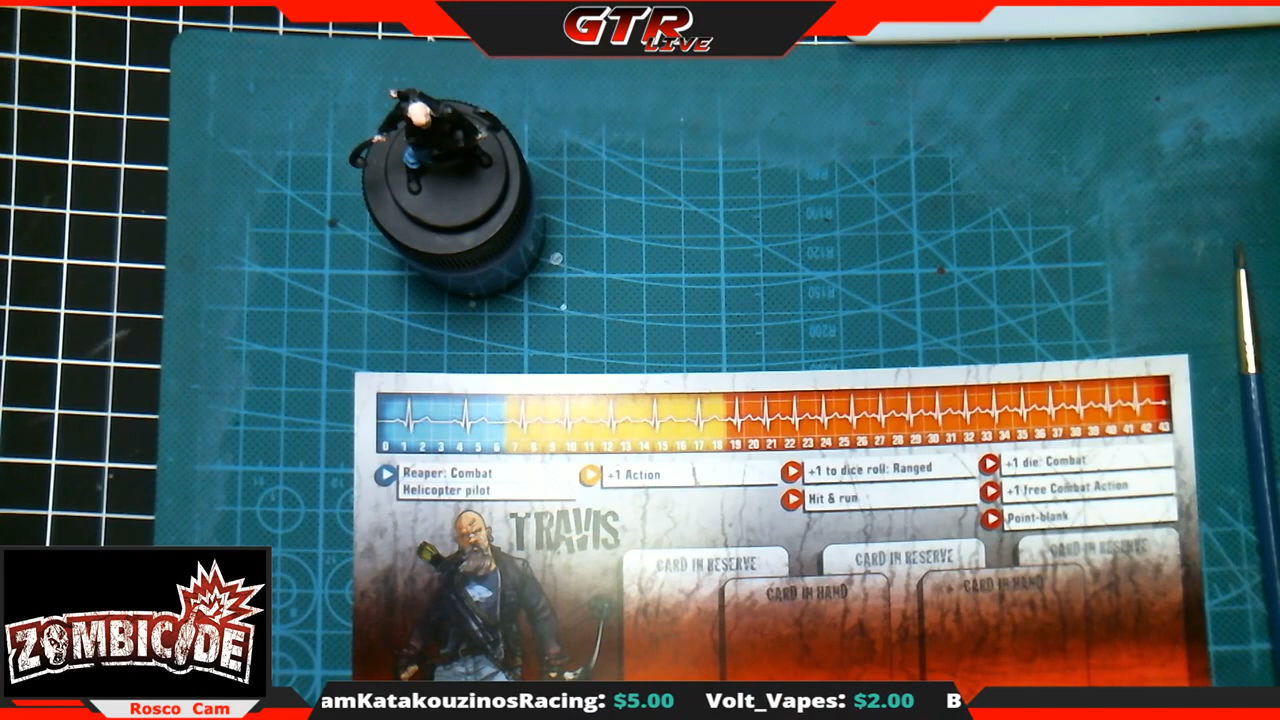 GTR
LIVE
R100
R120
R150
R200
0 1 2 3 4 5 6 7 8 9 10 11 12 13 14 15 16 17 18 19 20 21 22 23 24 25 26 27 28 29 30 31 32 33 34 35 36 37 38 39 40 41 42 43
Reaper: Combat
Helicopter pilot
+1 Action
+1 to dice roll: Ranged
Hit & run
+1 die: Combat
+1 free Combat Action
Point-blank
TRAVIS
CARD IN RESERVE
CARD IN RESERVE
CARD IN RESERVE
CARD IN HAND
CARD IN HAND
ZOMBICIDE
Rosco Cam
amKatakouzinosRacing: $5.00 Volt_Vapes: $2.00 B